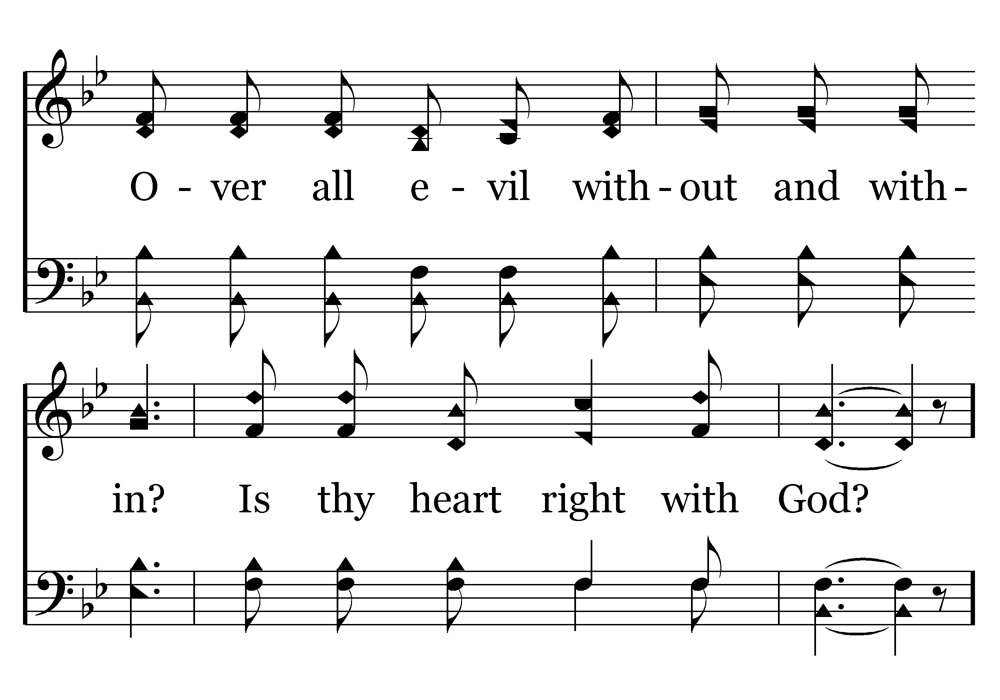 O - ver all e - vil with - out and with -
in? Is thy heart right with God?